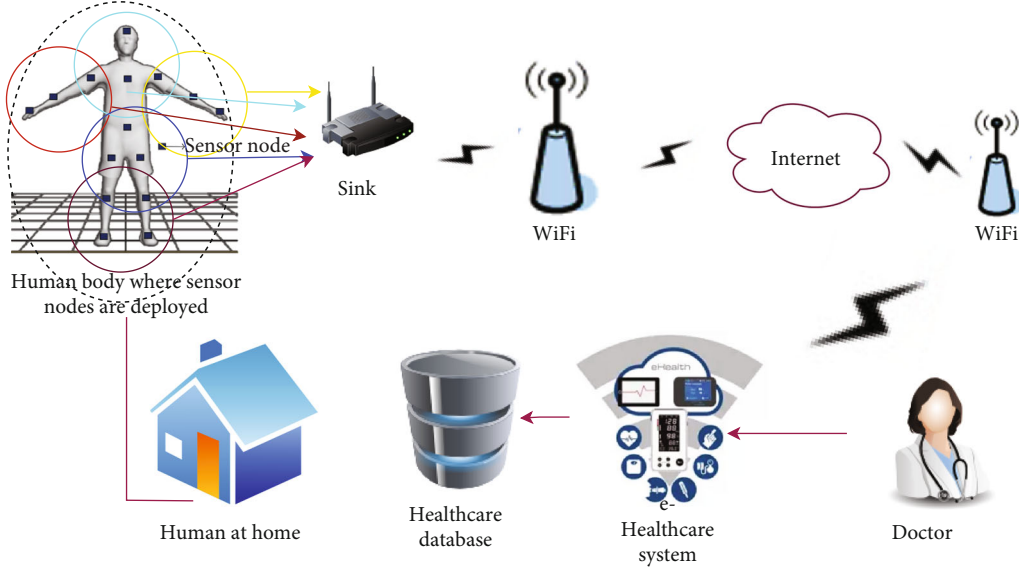 Sensor node
Sink
WiFi
Internet
WiFi
Human body where sensor
nodes are deployed
eHealth
Human at home
Healthcare
database
e-
Healthcare
system
Doctor